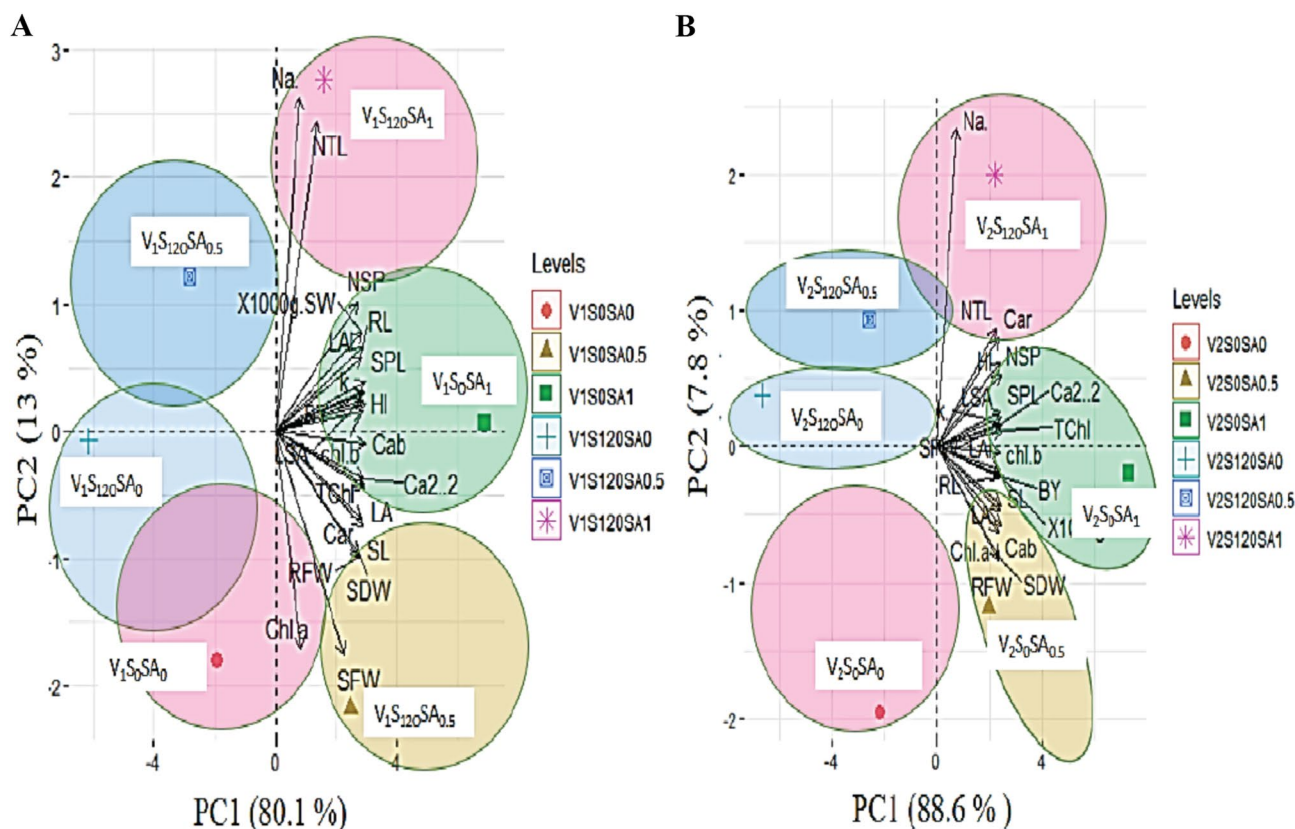 A
B
3
2
1
0
-1
-2
PC2 (13 %)
Na.
NTL
V₁S₁₂₀SA₁
V₁S₁₂₀SA₀.₅
NSP
X1000g.SW
RL
LAI
SPL
K
HI
V₁S₀SA₁
Cab
chl.b
LSA
TChl
Ca2..2
LA
Car
SL
RFW
SDW
Chl.a
SFW
V₁S₁₂₀SA₀
V₁S₀SA₀
V₁S₁₂₀SA₀.₅
-4
0
4
PC1 (80.1 %)
Levels
V1S0SA0
V1S0SA0.5
V1S0SA1
V1S120SA0
V1S120SA0.5
V1S120SA1
2
1
0
-1
-2
PC2 (7.8 %)
Na.
V₂S₁₂₀SA₁
V₂S₁₂₀SA₀.₅
NTL
Car
HI
NSP
LSA
SPL
Ca2..2
K
TChl
V₂S₁₂₀SA₀
LAI
chl.b
RL
SL
BY
LA
V₂S₀SA₁
Chl.a
Cab
RFW
SDW
V₂S₀SA₀.₅
V₂S₀SA₀
-4
0
4
PC1 (88.6 %)
Levels
V2S0SA0
V2S0SA0.5
V2S0SA1
V2S120SA0
V2S120SA0.5
V2S120SA1